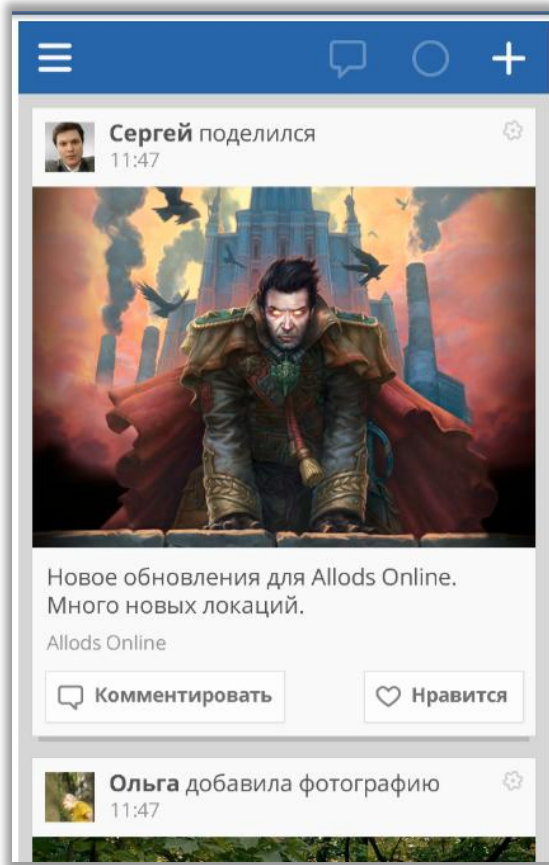 Сергей поделился
11:47
Новое обновления для Allods Online.
Много новых локаций.
Allods Online
Комментировать
Нравится
Ольга добавила фотографию
11:47